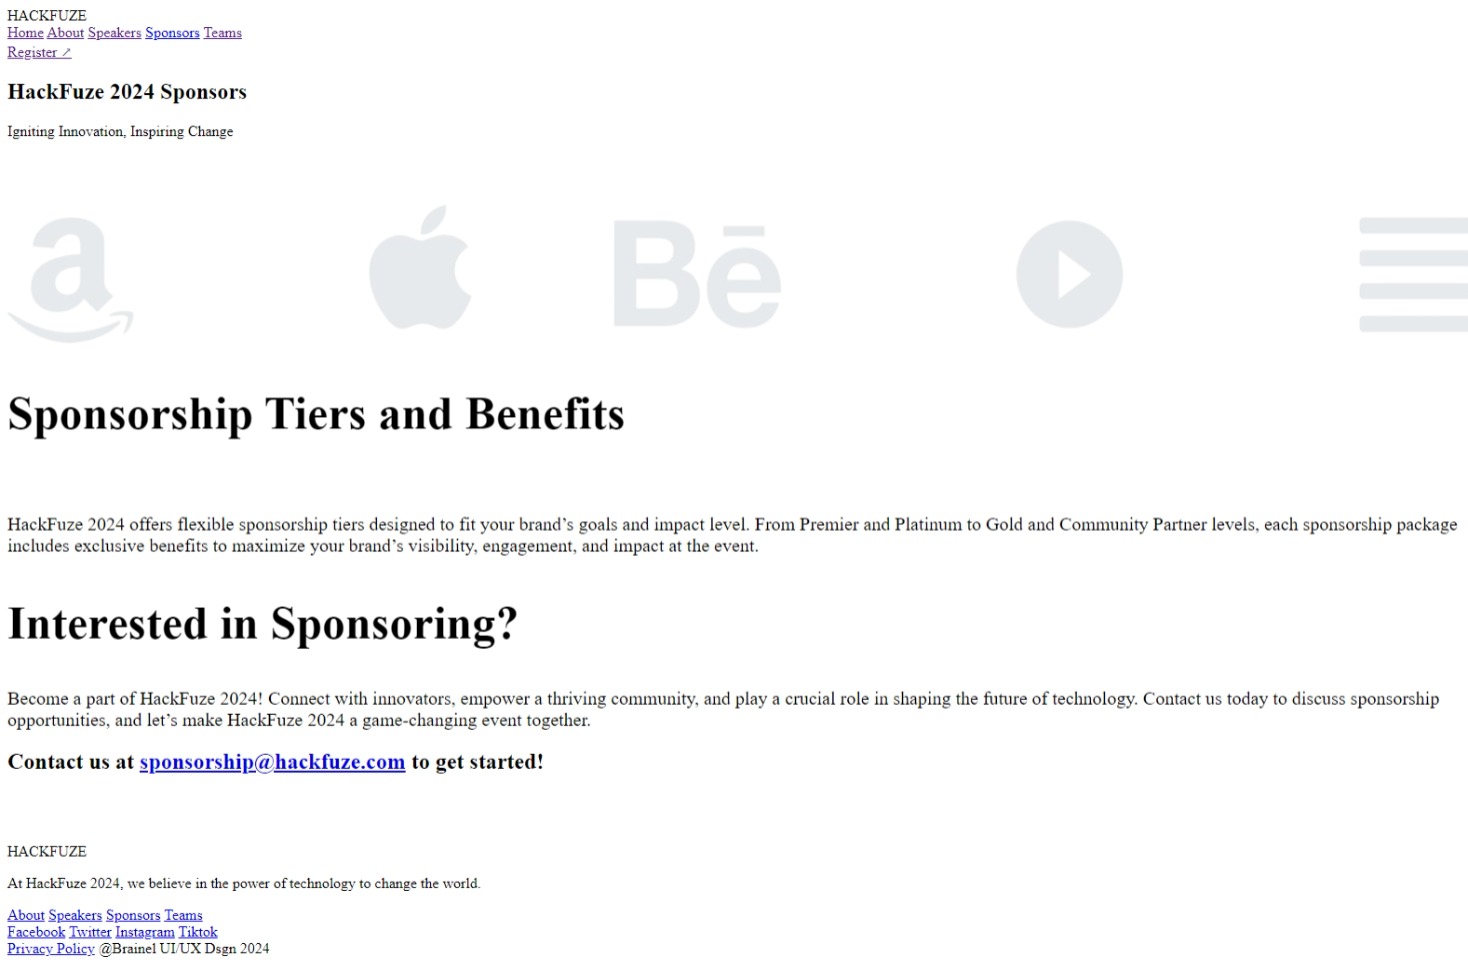 HACKFUZE
Home About Speakers Sponsors Teams
Register ↗
HackFuze 2024 Sponsors
Igniting Innovation, Inspiring Change
a
Bē
Sponsorship Tiers and Benefits
HackFuze 2024 offers flexible sponsorship tiers designed to fit your brand’s goals and impact level. From Premier and Platinum to Gold and Community Partner levels, each sponsorship package
includes exclusive benefits to maximize your brand’s visibility, engagement, and impact at the event.
Interested in Sponsoring?
Become a part of HackFuze 2024! Connect with innovators, empower a thriving community, and play a crucial role in shaping the future of technology. Contact us today to discuss sponsorship
opportunities, and let’s make HackFuze 2024 a game-changing event together.
Contact us at sponsorship@hackfuze.com to get started!
HACKFUZE
At HackFuze 2024, we believe in the power of technology to change the world.
About Speakers Sponsors Teams
Facebook Twitter Instagram Tiktok
Privacy Policy @Brainel UI/UX Dsgn 2024